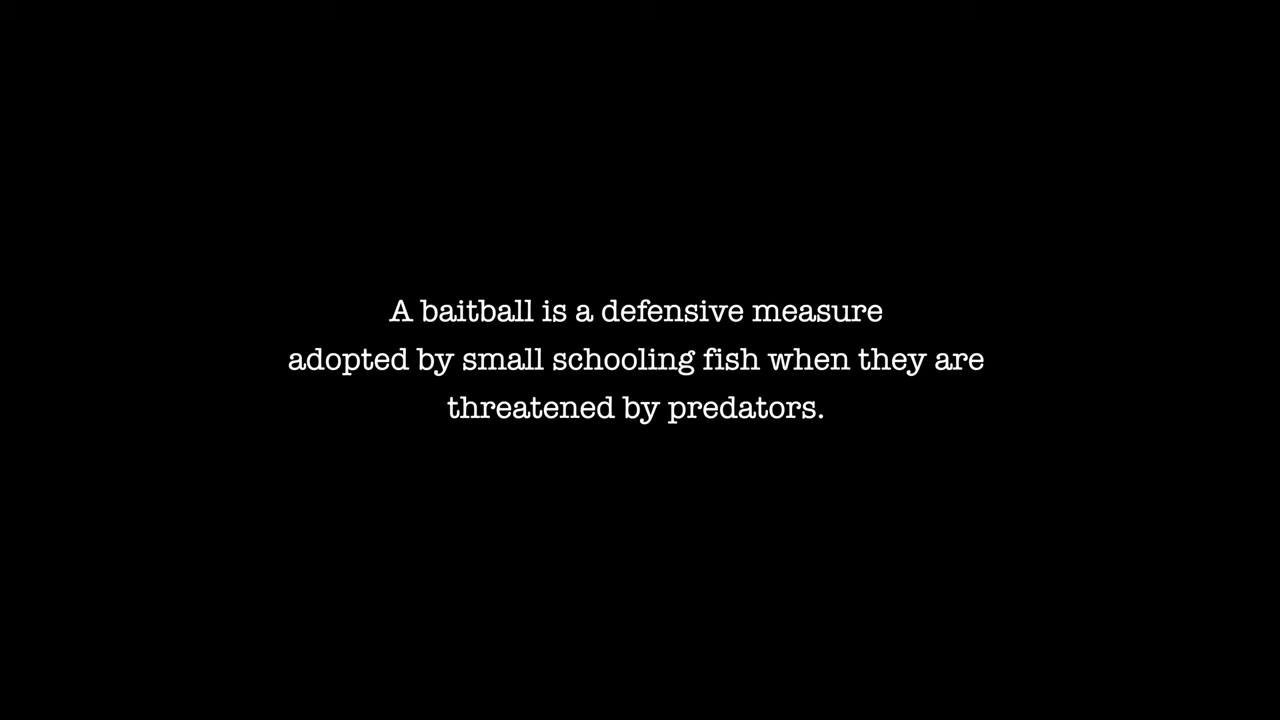 A baitball is a defensive measure
adopted by small schooling fish when they are
threatened by predators.